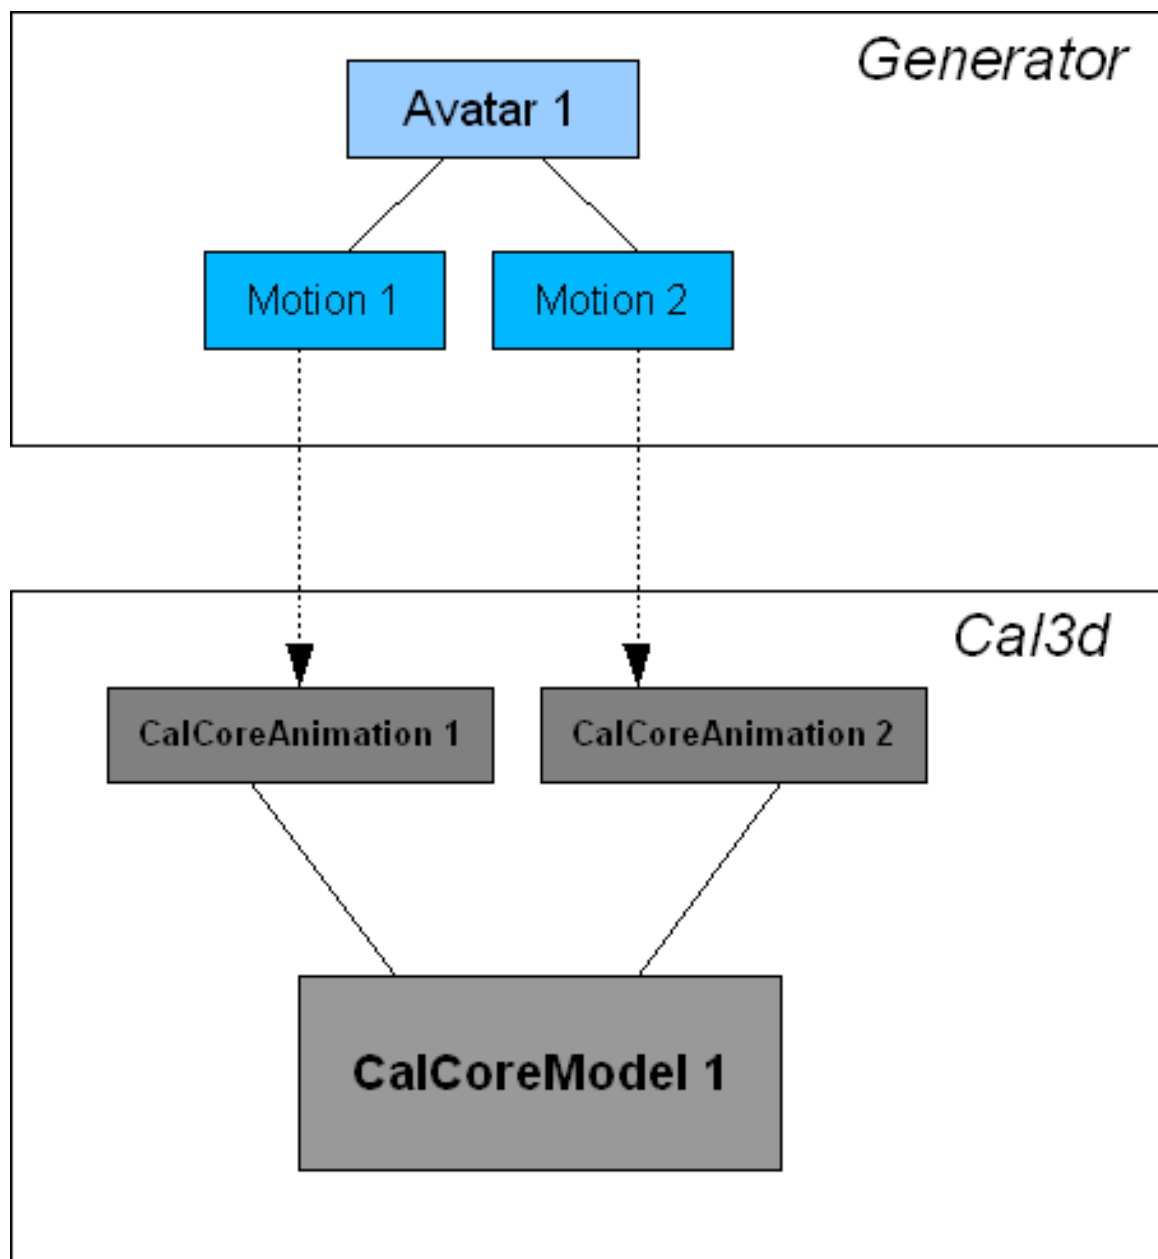 Generator
Avatar 1
Motion 1
Motion 2
Cal3d
CalCoreAnimation 1
CalCoreAnimation 2
CalCoreModel 1